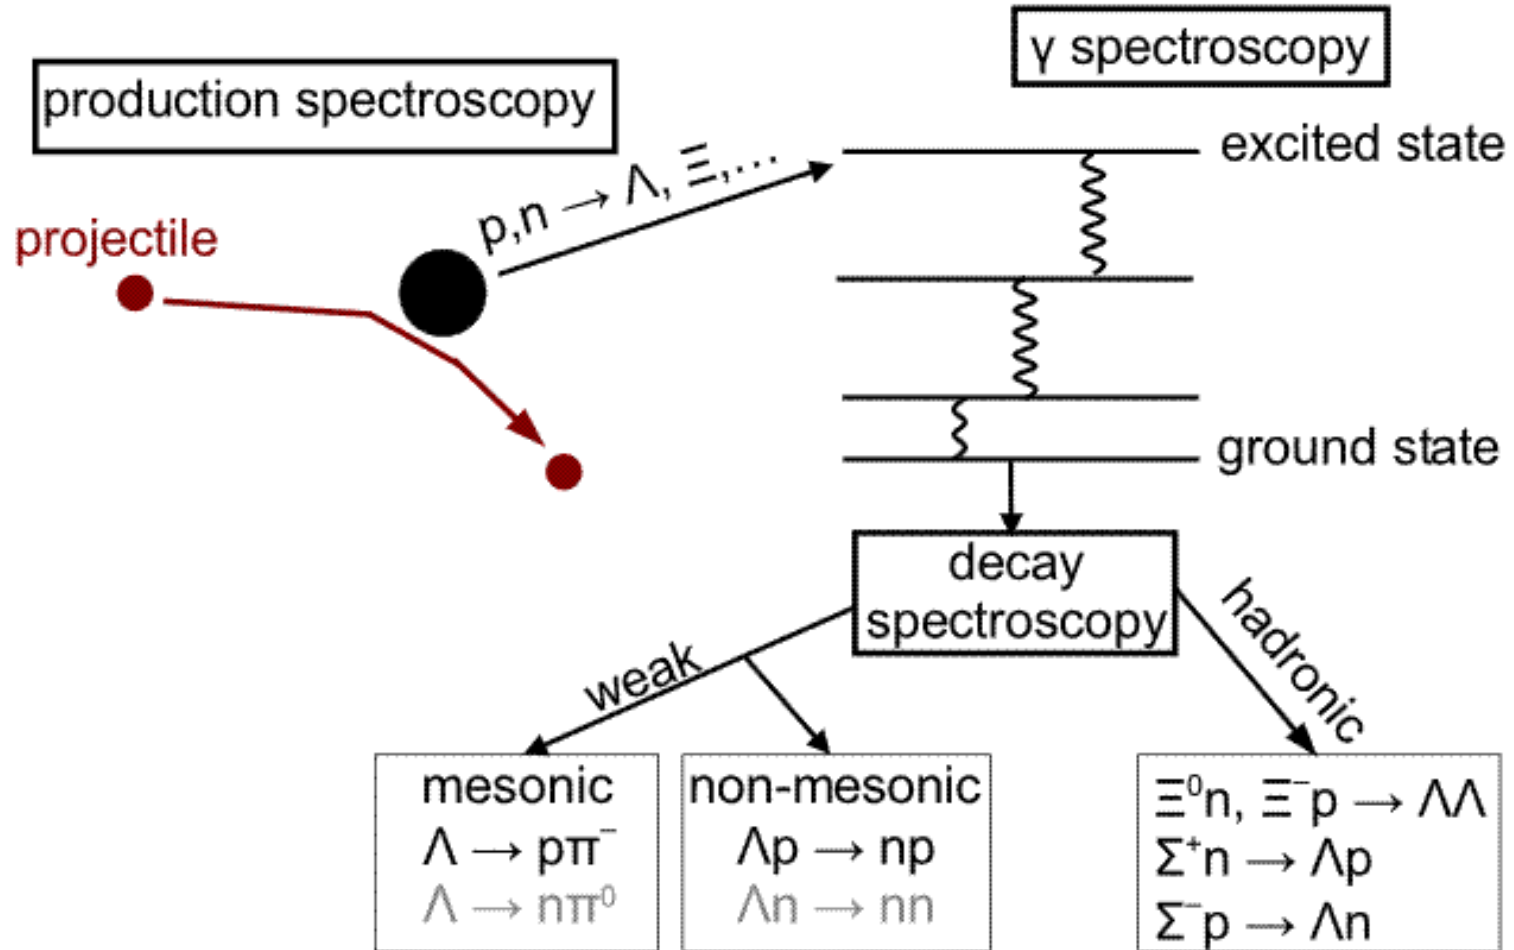 γ spectroscopy
production spectroscopy
p,n → Λ, Ξ,...
excited state
projectile
ground state
decay
spectroscopy
weak
hadronic
mesonic
Λ → pπ⁻
Λ → nπ⁰
non-mesonic
Λp → np
Λn → nn
Ξ⁰n, Ξ⁻p → ΛΛ
Σ⁺n → Λp
Σ⁻p → Λn